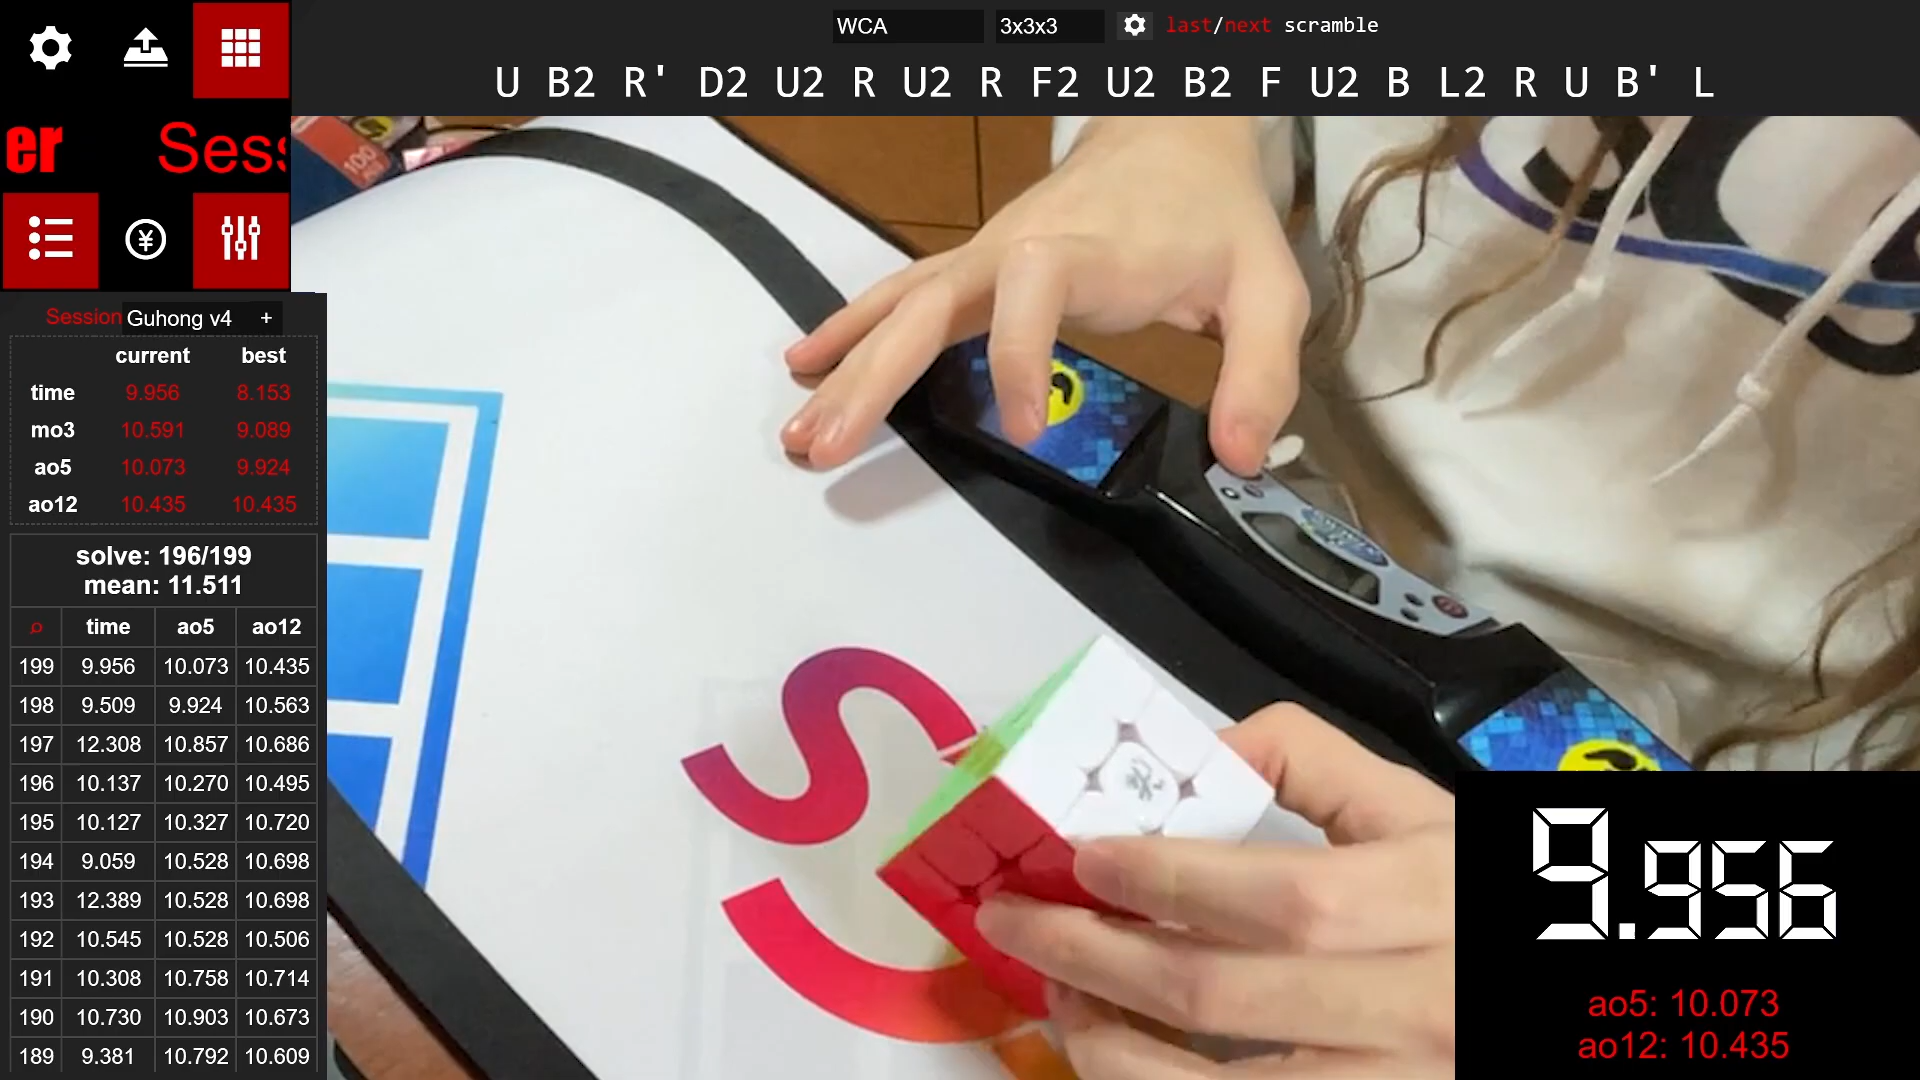 WCA 3x3x3 last/next scramble
U B2 R' D2 U2 R U2 R F2 U2 B2 F U2 B L2 R U B' L
er Sess
Session Guhong v4 +
current best
time 9.956 8.153
mo3 10.591 9.089
ao5 10.073 9.924
ao12 10.435 10.435
solve: 196/199
mean: 11.511
time ao5 ao12
199 9.956 10.073 10.435
198 9.509 9.924 10.563
197 12.308 10.857 10.686
196 10.137 10.270 10.495
195 10.127 10.327 10.720
194 9.059 10.528 10.698
193 12.389 10.528 10.698
192 10.545 10.528 10.506
191 10.308 10.758 10.714
190 10.730 10.903 10.673
189 9.381 10.792 10.609
100
S
9.956
ao5: 10.073
ao12: 10.435